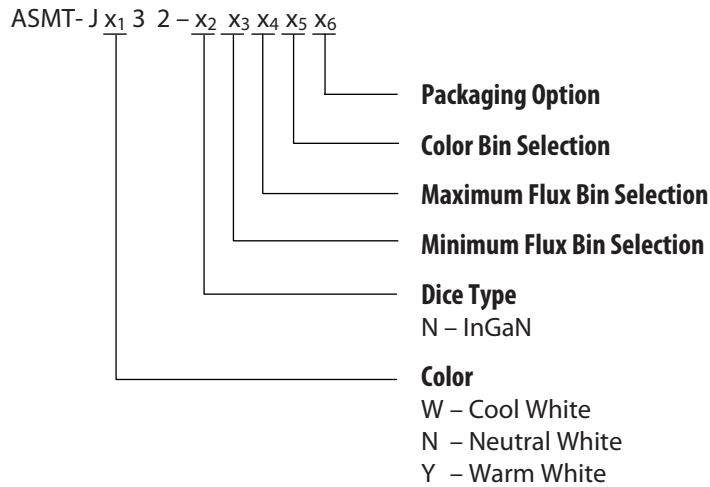 ASMT- J x1 3 2 – x2 x3 x4 x5 x6
Packaging Option
Color Bin Selection
Maximum Flux Bin Selection
Minimum Flux Bin Selection
Dice Type
N – InGaN
Color
W – Cool White
N – Neutral White
Y – Warm White